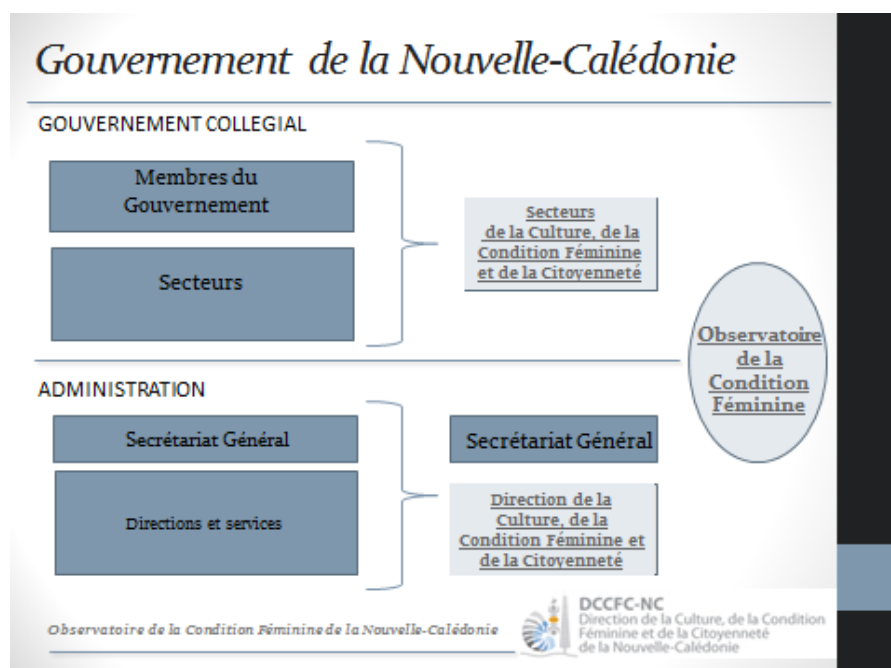 Gouvernement de la Nouvelle-Calédonie
GOUVERNEMENT COLLEGIAL
Membres du
Gouvernement
Secteurs
Secteurs
de la Culture, de la
Condition Féminine
et de la Citoyenneté
Observatoire
de la
Condition
Féminine
ADMINISTRATION
Secrétariat Général
Directions et services
Secrétariat Général
Direction de la
Culture, de la
Condition Féminine et
de la Citoyenneté
Observatoire de la Condition Féminine de la Nouvelle-Calédonie
DCCFC-NC
Direction de la Culture, de la Condition
Féminine et de la Citoyenneté
de la Nouvelle-Calédonie